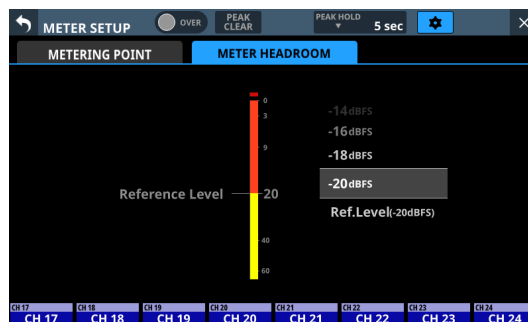 METER SETUP
OVER
PEAK
CLEAR
PEAK HOLD
▼
5 sec
METERING POINT
METER HEADROOM
0
3
9
Reference Level
20
40
60
-14dBFS
-16dBFS
-18dBFS
-20dBFS
Ref.Level(-20dBFS)
CH 17 CH 18 CH 19 CH 20 CH 21 CH 22 CH 23 CH 24
CH 17 CH 18 CH 19 CH 20 CH 21 CH 22 CH 23 CH 24